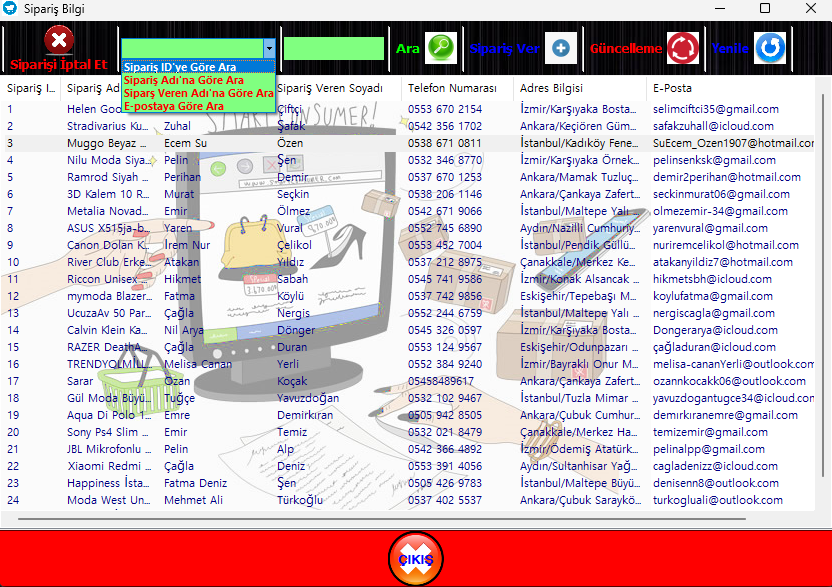 Sipariş Bilgi
Siparişi İptal Et
Sipariş ID'ye Göre Ara
Sipariş Adı'na Göre Ara
Siparş Veren Adı'na Göre Ara
E-postaya Göre Ara
Ara
Sipariş Ver
Güncelleme
Yenile
Sipariş I... Sipariş Ad Sipariş Veren Soyadı Telefon Numarası Adres Bilgisi E-Posta
1 Helen Goo Çiftçi 0553 670 2154 İzmir/Karşıyaka Bosta... selimciftci35@gmail.com
2 Stradivarius Ku... Zuhal Şafak 0542 356 1702 Ankara/Keçiören Güm... safakzuhall@icloud.com
3 Muggo Beyaz ... Ecem Su Özen 0538 671 0811 İstanbul/Kadıköy Fene... SuEcem_Ozen1907@hotmail.com
4 Nilu Moda Siya... Pelin Şen 0532 346 8770 İzmir/Karşıyaka Örnek... pelinsenksk@gmail.com
5 Ramrod Siyah ... Perihan Demir 0537 670 1253 Ankara/Mamak Tuzluç... demir2perihan@hotmail.com
6 3D Kalem 10 R... Murat Seçkin 0538 206 1146 Ankara/Çankaya Zafert... seckinmurat06@gmail.com
7 Metalia Novad... Emir Ölmez 0542 671 9066 İstanbul/Maltepe Yalı ... olmezemir-34@gmail.com
8 ASUS X515ja-b... Yaren Vural 0552 745 6890 Aydın/Nazilli Cumhuriy... yarenvural@gmail.com
9 Canon Dolan K... İrem Nur Çelikol 0553 452 7004 İstanbul/Pendik Güllü... nuriremcelikol@hotmail.com
10 River Club Erke... Atakan Yıldız 0537 212 8975 Çanakkale/Merkez Ke... atakanyildiz7@hotmail.com
11 Riccon Unisex ... Hikmet Sabah 0545 741 9586 İzmir/Konak Alsancak ... hikmetsbh@icloud.com
12 mymoda Blazer... Fatma Köylü 0537 742 9856 Eskişehir/Tepebaşı M... koylufatma@gmail.com
13 UcuzaAv 50 Par... Çağla Nergis 0552 244 6759 İstanbul/Maltepe Yalı ... nergiscagla@gmail.com
14 Calvin Klein Ka... Nil Arya Dönger 0545 326 0597 İzmir/Karşıyaka Bosta... Dongerarya@icloud.com
15 RAZER DeathA... Çağla Duran 0553 124 9567 Eskişehir/Odunpazarı ... çağladuran@icloud.com
16 TRENDYOLMİLL... Melisa Canan Yerli 0552 384 9240 İzmir/Bayraklı Onur M... melisa-cananYerli@outlook.com
17 Sarar Ozan Koçak 05458489617 Ankara/Çankaya Zafert... ozannkocakk06@outlook.com
18 Gül Moda Büyü... Tuğçe Yavuzdoğan 0532 102 9467 İstanbul/Tuzla Mimar ... yavuzdogantugce34@icloud.com
19 Aqua Di Polo 1... Emre Demirkıran 0505 942 8505 Ankara/Çubuk Cumhur... demırkıranemre@gmail.com
20 Sony Ps4 Slim ... Emir Temiz 0532 021 8479 Çanakkale/Merkez Ha... temizemir@gmail.com
21 JBL Mikrofonlu ... Pelin Alp 0542 366 4892 İzmir/Ödemiş Atatürk... pelinalpp@gmail.com
22 Xiaomi Redmi ... Çağla Deniz 0553 391 4056 Aydın/Sultanhisar Yağ... cagladenizz@icloud.com
23 Happiness İsta... Fatma Deniz Şen 0505 426 9783 İstanbul/Maltepe Büyü... denisenn8@outlook.com
24 Moda West Un... Mehmet Ali Türkoğlu 0537 402 5537 Ankara/Çubuk Sarayköy... turkogluali@outlook.com
ÇIKIŞ